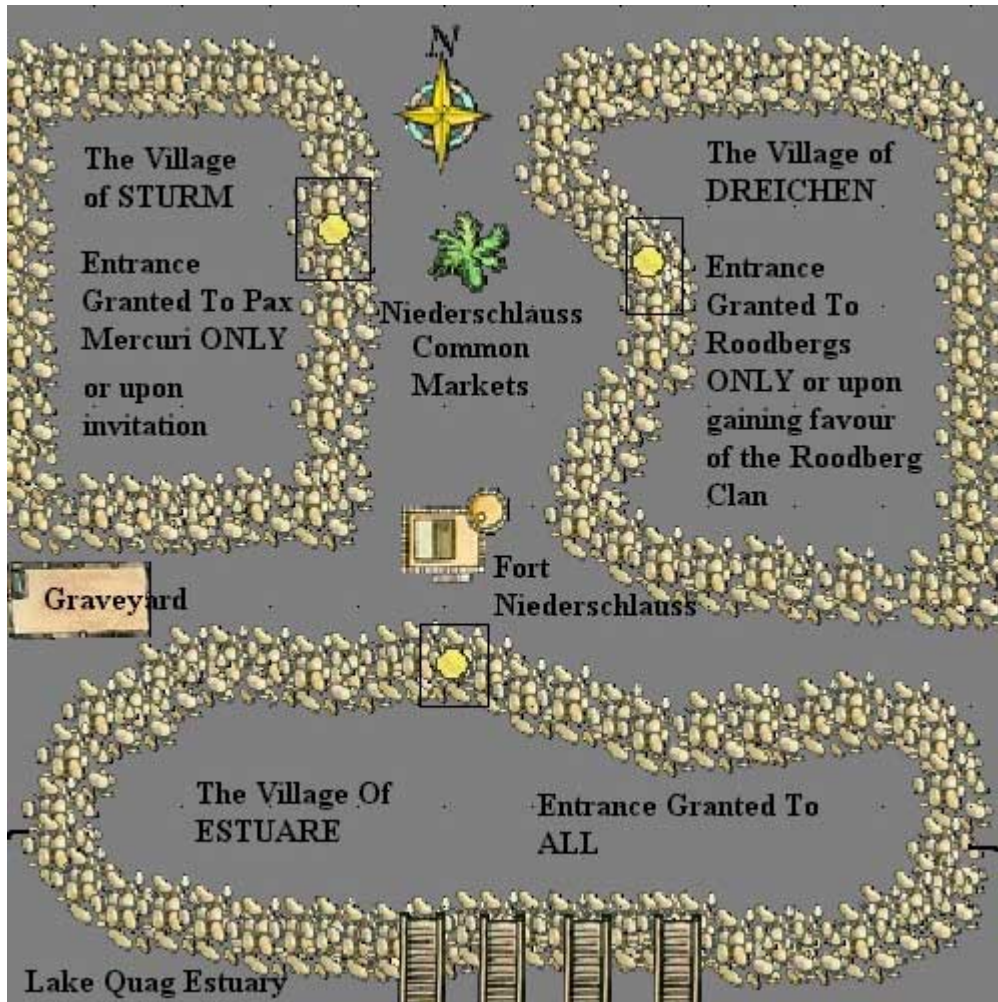 N
The Village
of STURM
Entrance
Granted To Pax
Mercuri ONLY
or upon
invitation
Niederschlauss
Common
Markets
The Village of
DREICHEN
Entrance
Granted To
Roodbergs
ONLY or upon
gaining favour
of the Roodberg
Clan
Fort
Niederschlauss
Graveyard
The Village Of
ESTUARE
Entrance Granted To
ALL
Lake Quag Estuary